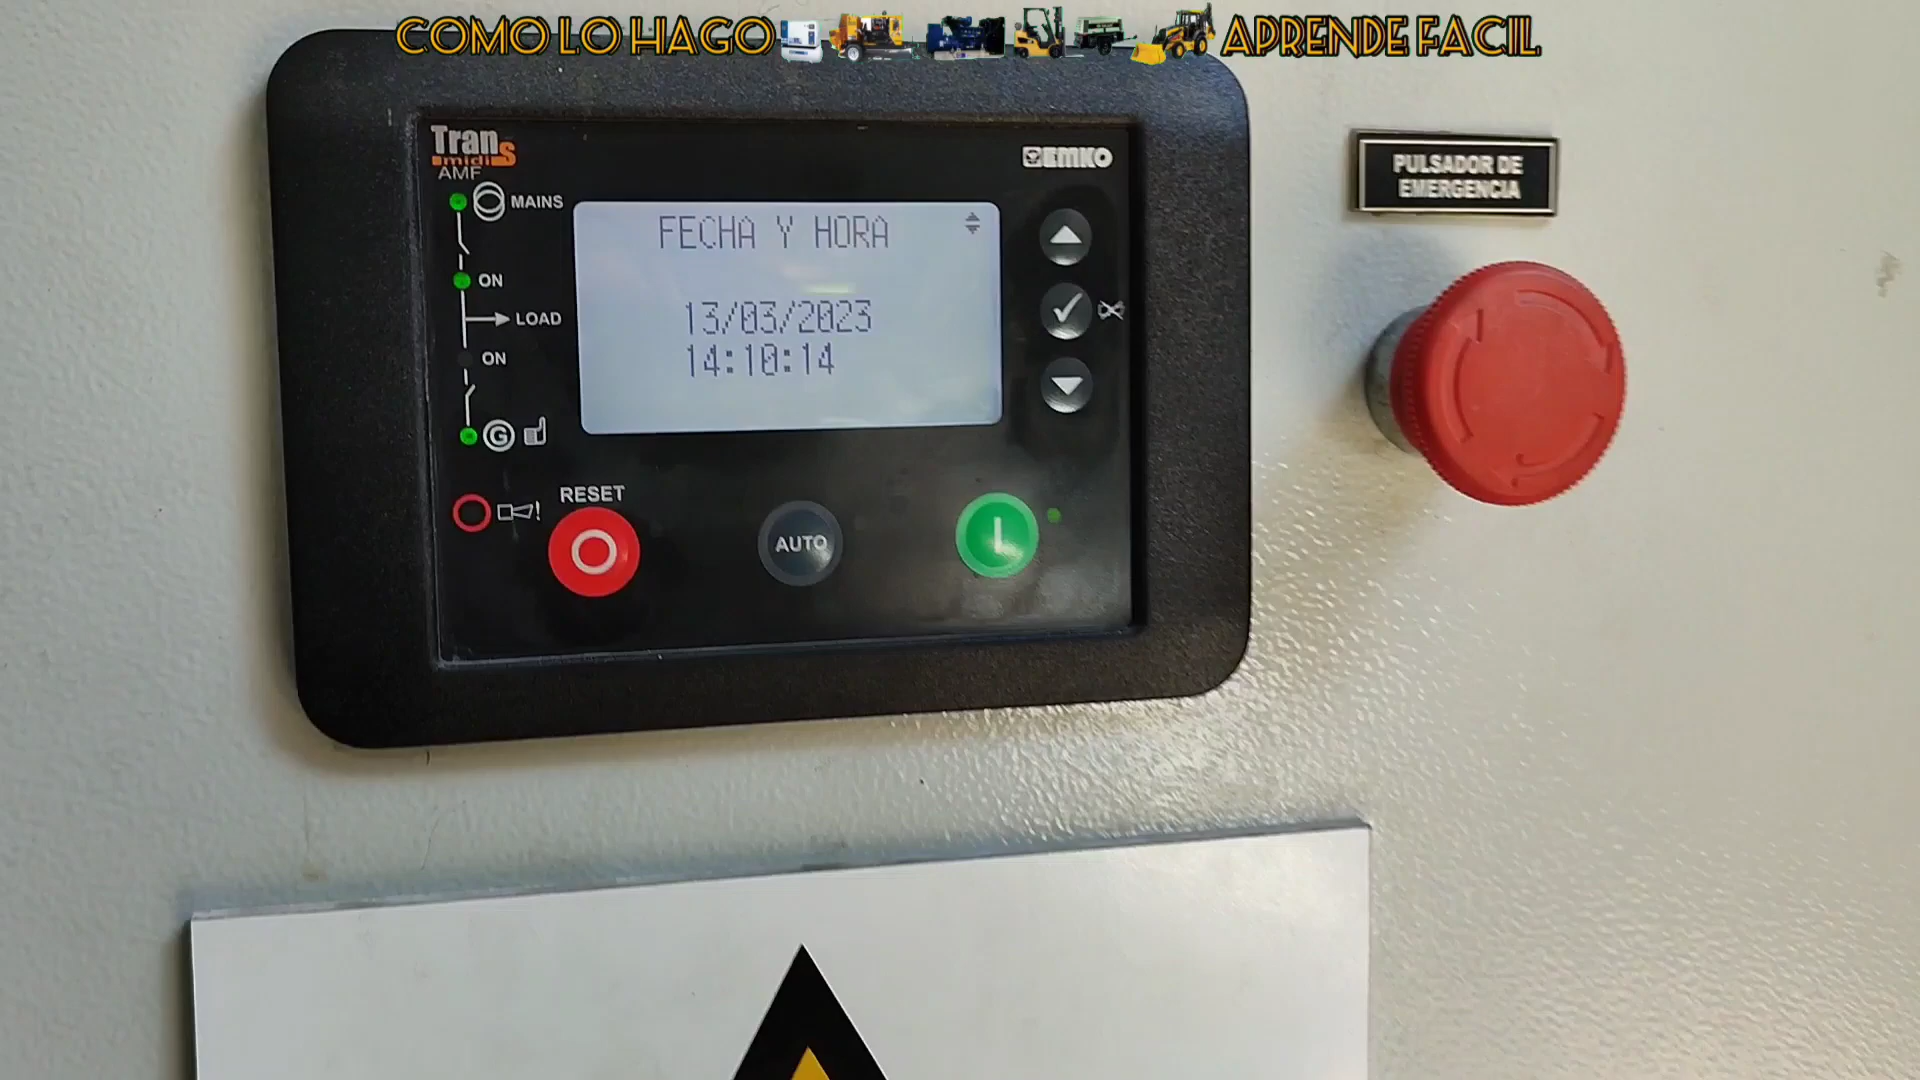 COMO LO HAGO APRENDE FACIL
Trans
midi
AMF
EMKO
MAINS
ON
LOAD
ON
G
FECHA Y HORA
13/03/2023
14:10:14
RESET
AUTO
PULSADOR DE
EMERGENCIA